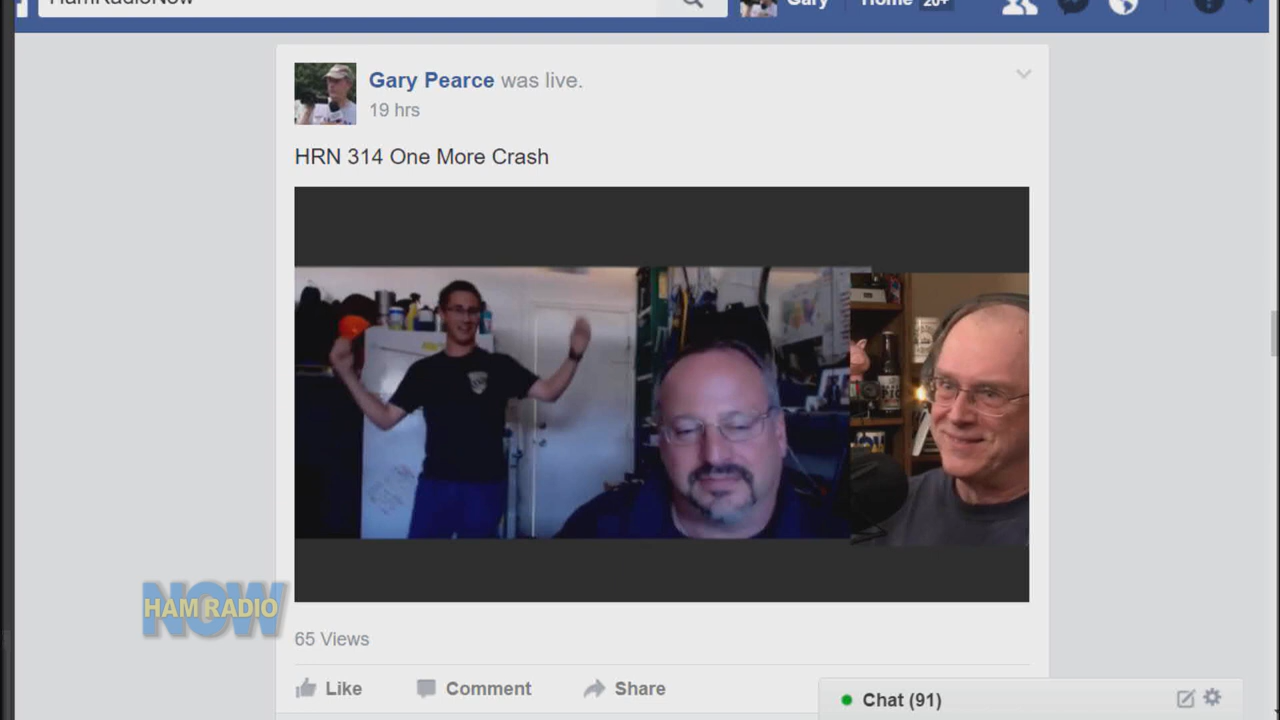 HamRadioNow
Gary Home 20+
Gary Pearce was live.
19 hrs
HRN 314 One More Crash
NOW
HAM RADIO
65 Views
Like Comment Share
Chat (91)